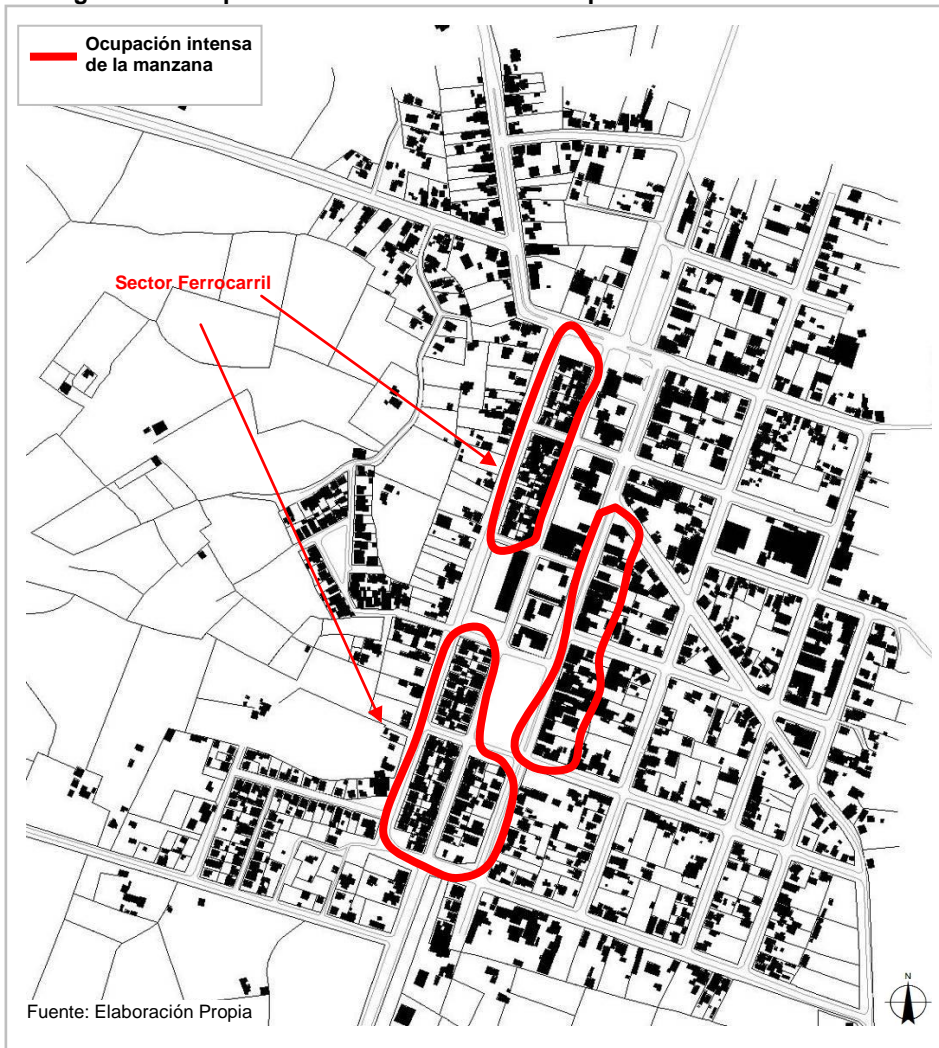 Ocupación intensa
de la manzana
Sector Ferrocarril
N
Fuente: Elaboración Propia